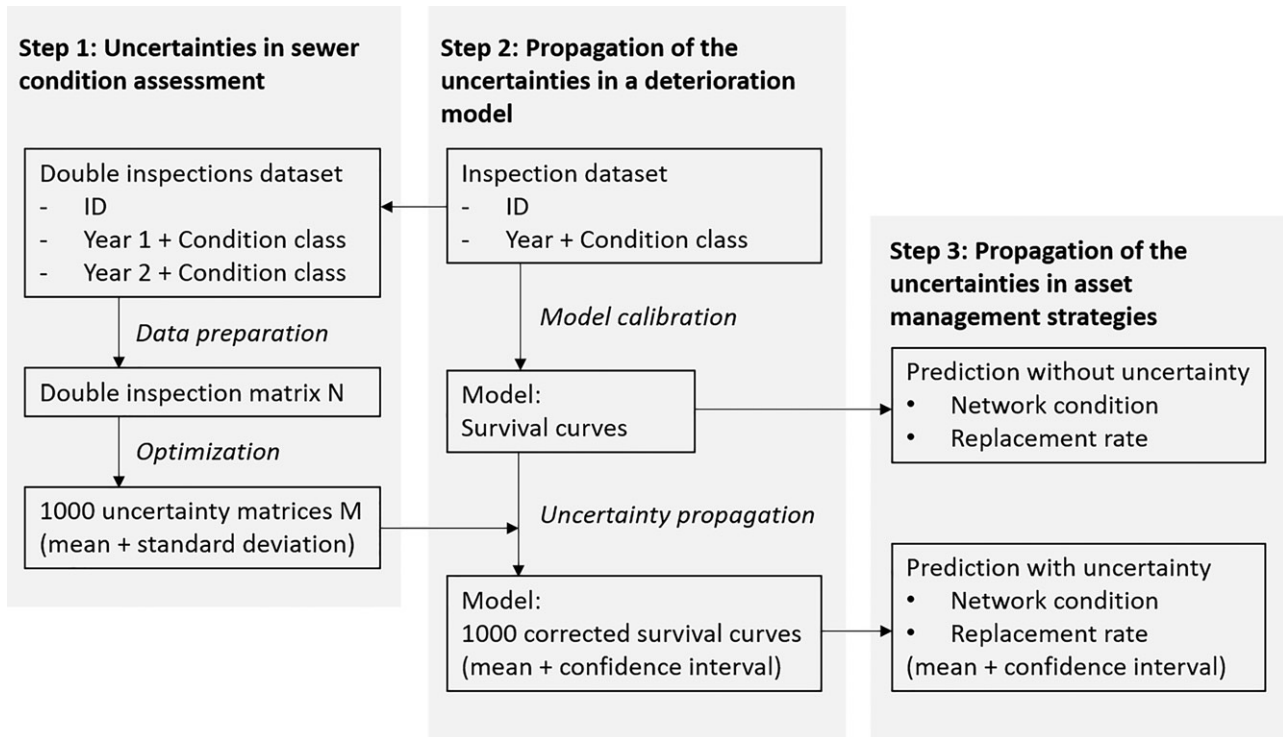 Step 1: Uncertainties in sewer
condition assessment
Double inspections dataset
- ID
- Year 1 + Condition class
- Year 2 + Condition class
Data preparation
Double inspection matrix N
Optimization
1000 uncertainty matrices M
(mean + standard deviation)
Step 2: Propagation of the
uncertainties in a deterioration
model
Inspection dataset
- ID
- Year + Condition class
Model calibration
Model:
Survival curves
Uncertainty propagation
Model:
1000 corrected survival curves
(mean + confidence interval)
Step 3: Propagation of the
uncertainties in asset
management strategies
Prediction without uncertainty
• Network condition
• Replacement rate
Prediction with uncertainty
• Network condition
• Replacement rate
(mean + confidence interval)